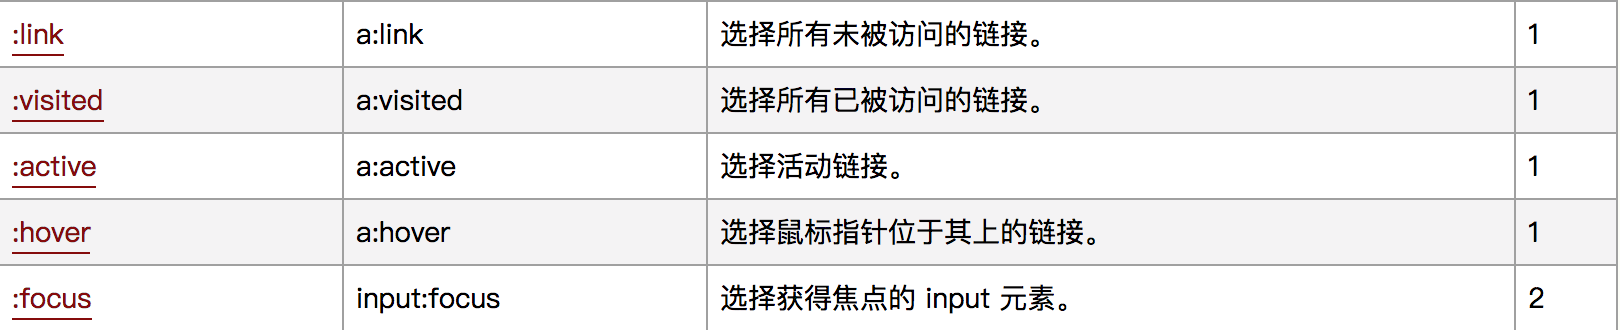 :link a:link 选择所有未被访问的链接。 1
:visited a:visited 选择所有已被访问的链接。 1
:active a:active 选择活动链接。 1
:hover a:hover 选择鼠标指针位于其上的链接。 1
:focus input:focus 选择获得焦点的 input 元素。 2